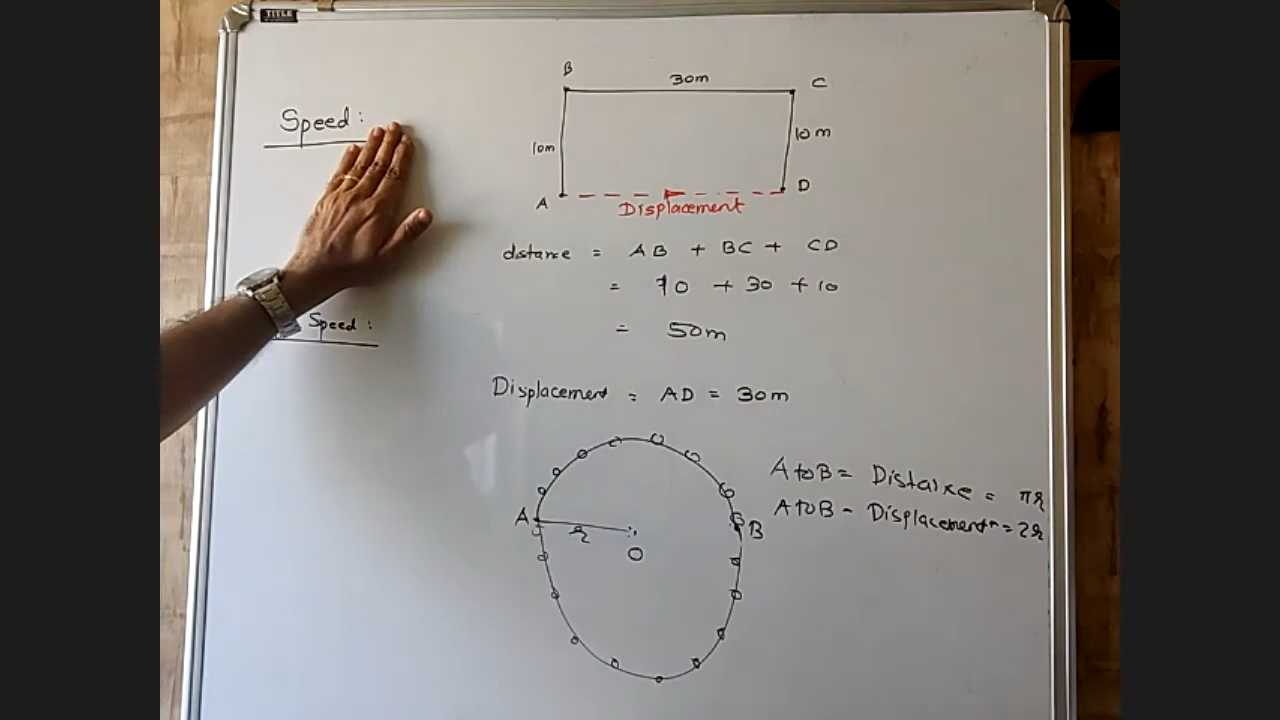 TITLE
Speed :
B
30m
C
10m
10m
A
D
Displacement
distance = AB + BC + CD
= 10 + 30 + 10
= 50m
Speed :
Displacement = AD = 30m
A to B = Distance = πr
A to B - Displacement = 2r
A
r
O
B